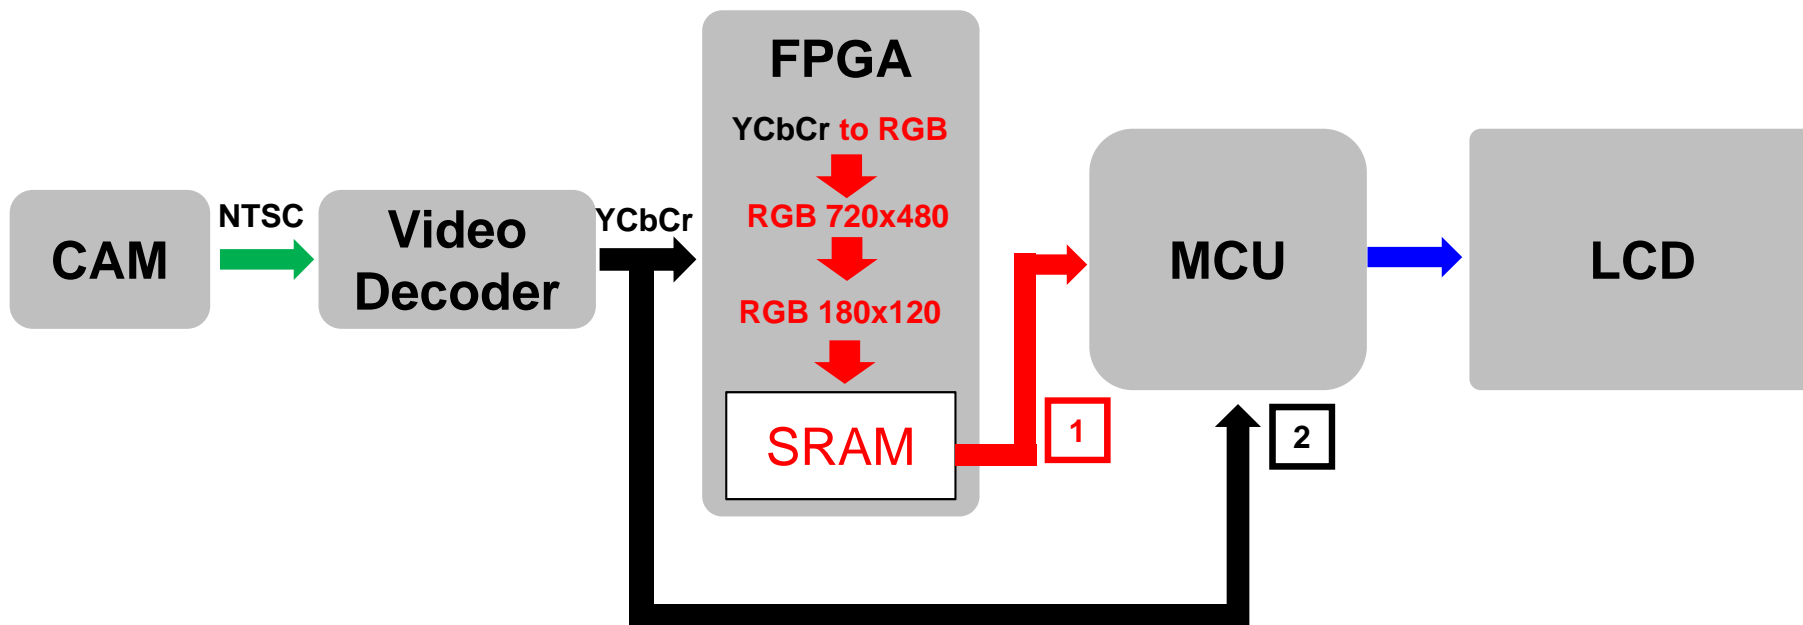 CAM
NTSC
Video
Decoder
YCbCr
FPGA
YCbCr to RGB
RGB 720x480
RGB 180x120
SRAM
1
MCU
2
LCD